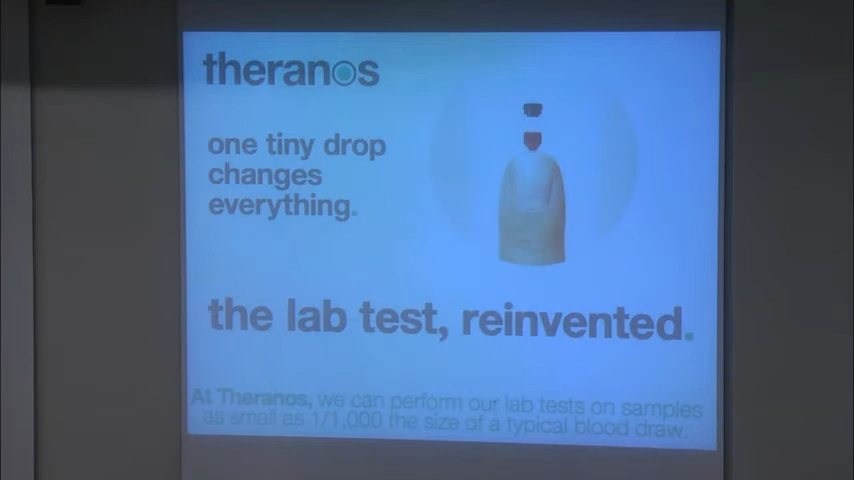 theranos
one tiny drop
changes
everything.
the lab test, reinvented.
At Theranos, we can perform our lab tests on samples
as small as 1/1,000 the size of a typical blood draw.